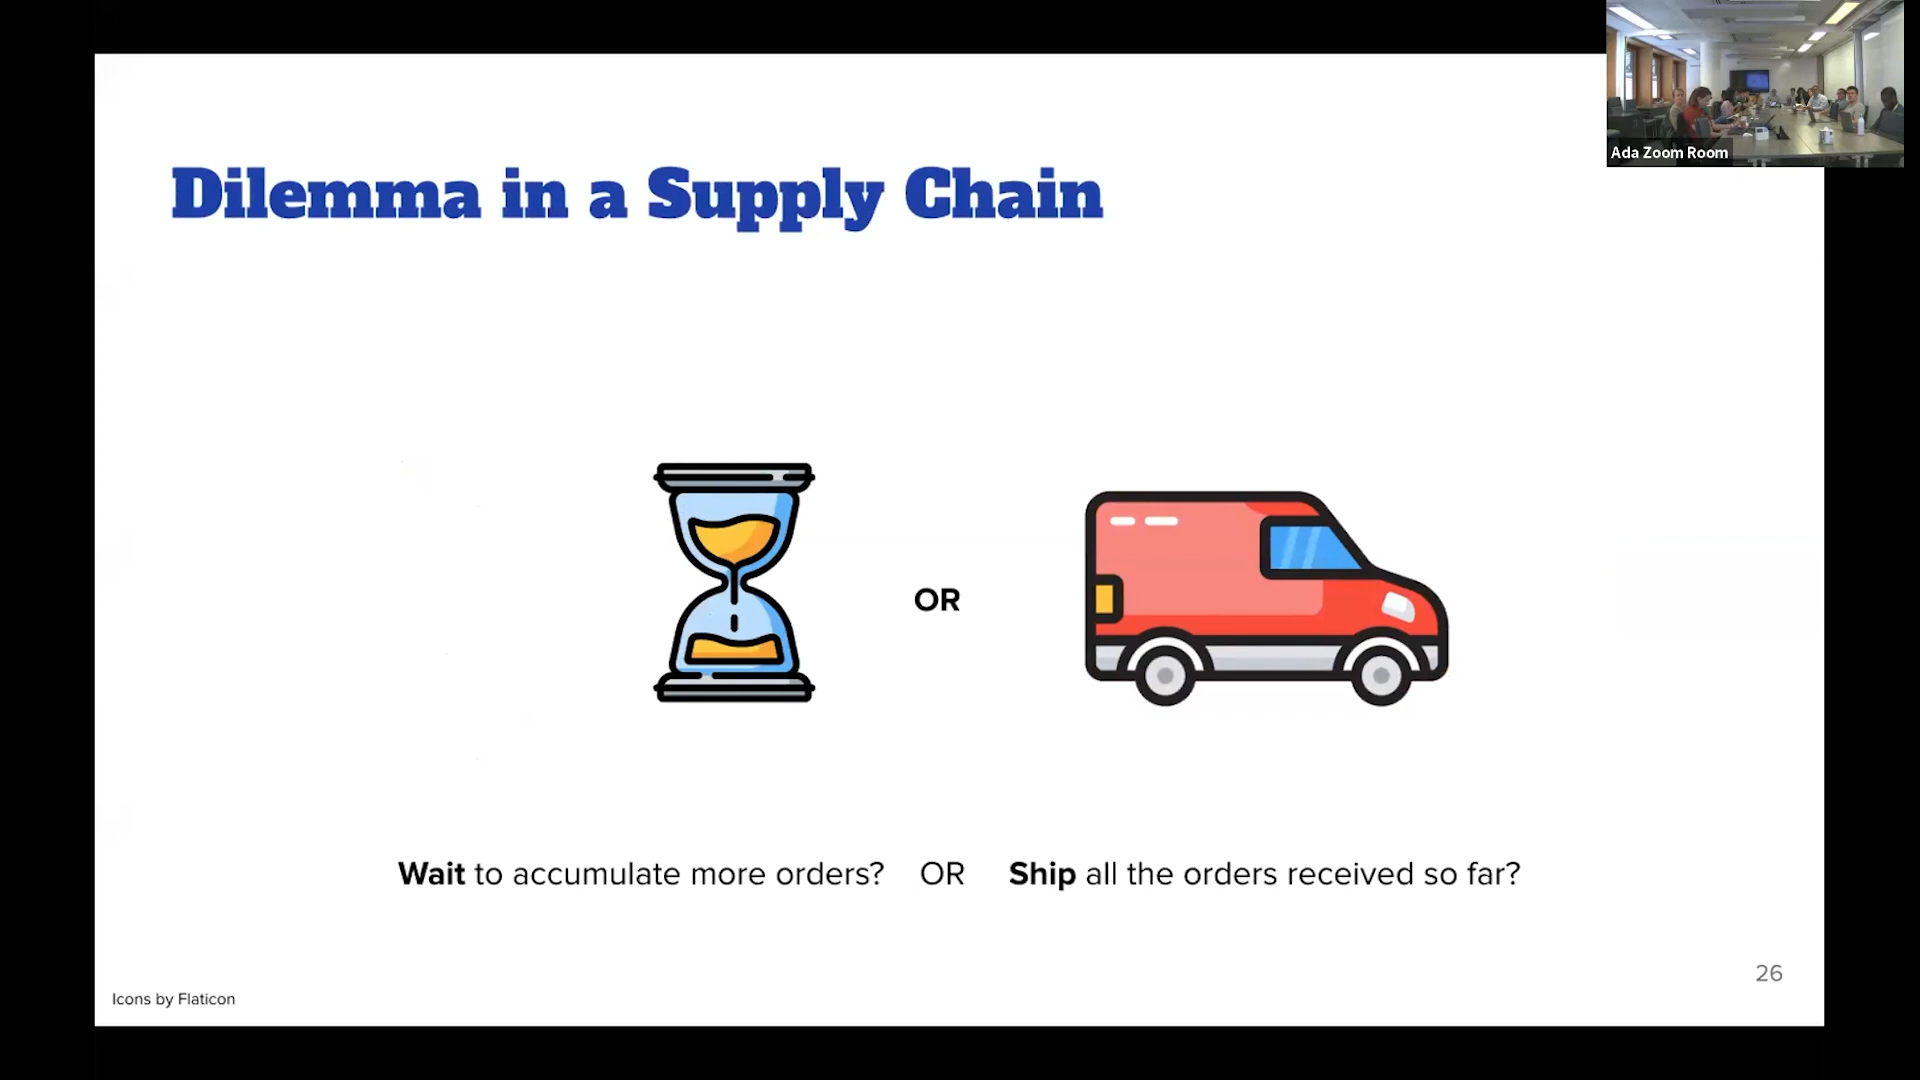 Ada Zoom Room
Dilemma in a Supply Chain
OR
Wait to accumulate more orders? OR Ship all the orders received so far?
26
Icons by Flaticon